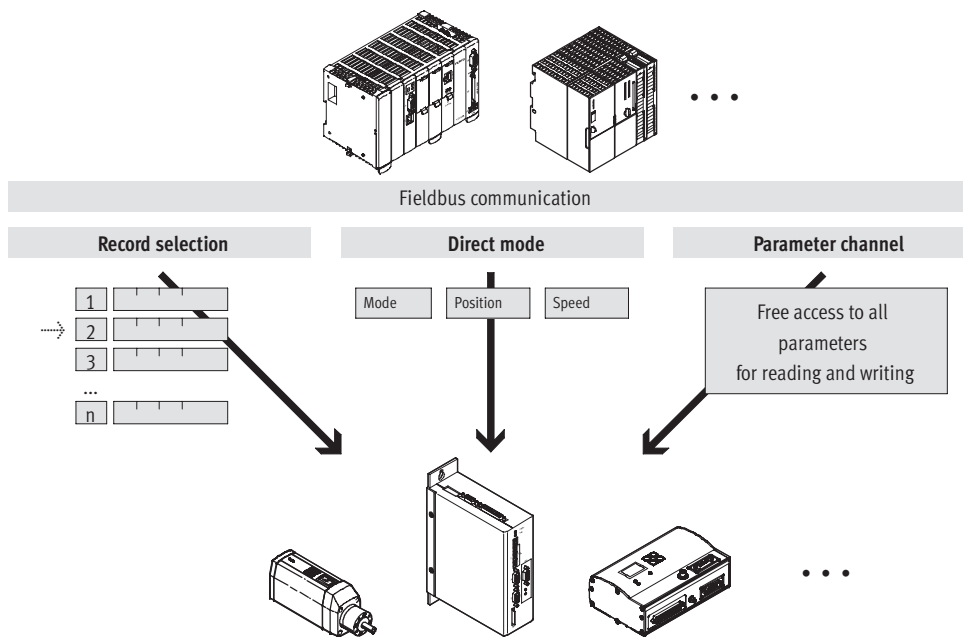 Fieldbus communication
Record selection
Direct mode
Parameter channel
1
2
3
...
n
Mode
Position
Speed
Free access to all
parameters
for reading and writing